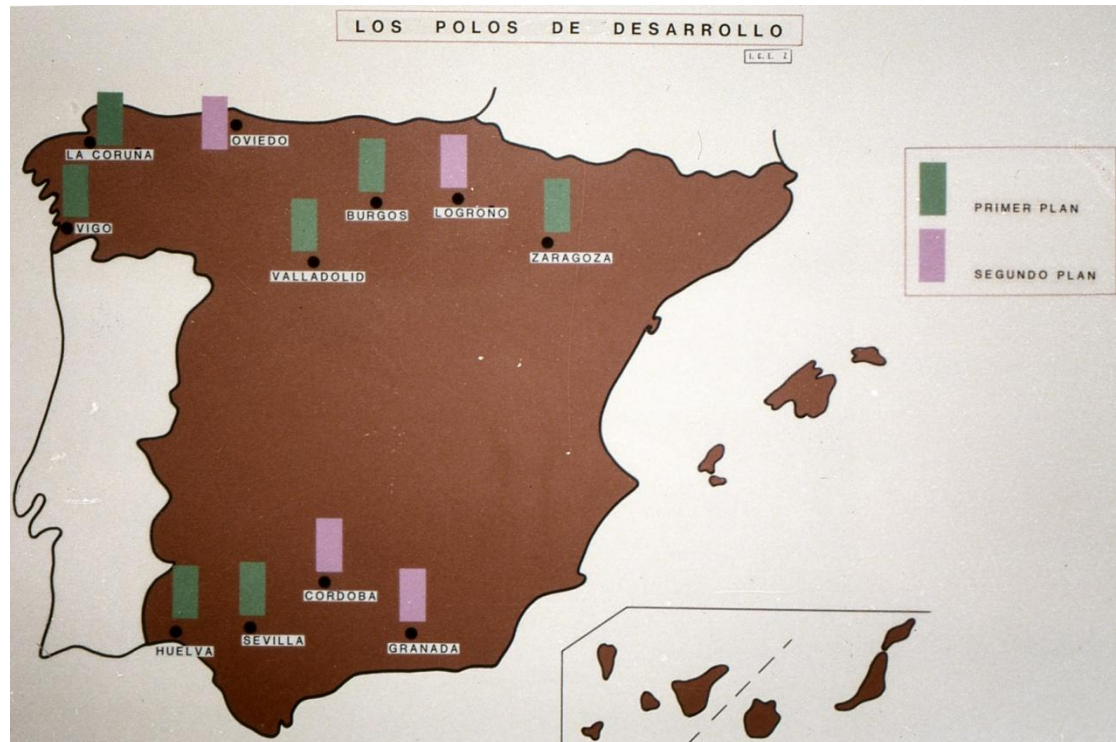 LOS POLOS DE DESARROLLO
I.G.E. Z
OVIEDO
LA CORUÑA
BURGOS
LOGROÑO
VIGO
ZARAGOZA
VALLADOLID
PRIMER PLAN
SEGUNDO PLAN
CORDOBA
SEVILLA
HUELVA
GRANADA